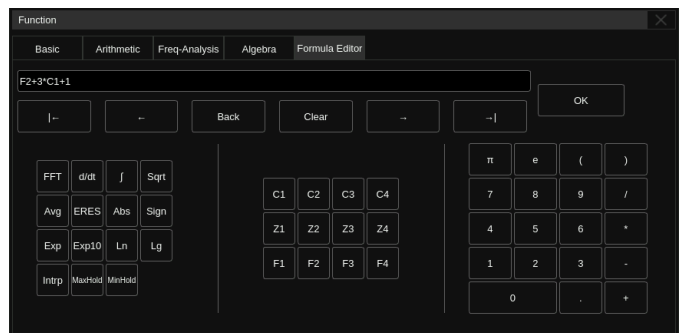 Function
Basic Arithmetic Freq-Analysis Algebra Formula Editor
F2+3*C1+1
OK
|← ← Back Clear → →|
π e ( )
FFT d/dt ∫ Sqrt
C1 C2 C3 C4 7 8 9 /
Avg ERES Abs Sign
Z1 Z2 Z3 Z4 4 5 6 *
Exp Exp10 Ln Lg
F1 F2 F3 F4 1 2 3 -
Intrp MaxHold MinHold
0 . +